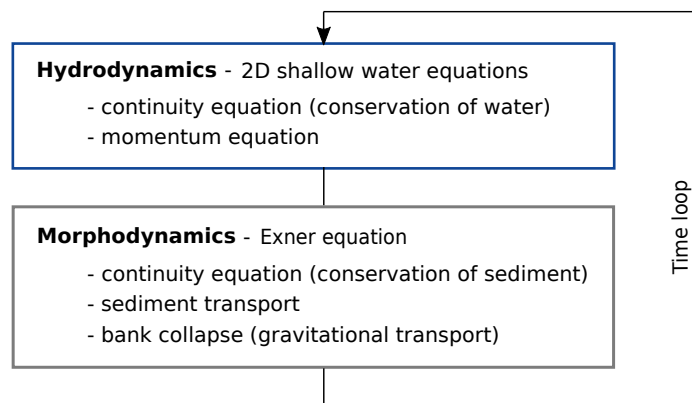 Hydrodynamics - 2D shallow water equations
- continuity equation (conservation of water)
- momentum equation
Morphodynamics - Exner equation
- continuity equation (conservation of sediment)
- sediment transport
- bank collapse (gravitational transport)
Time loop